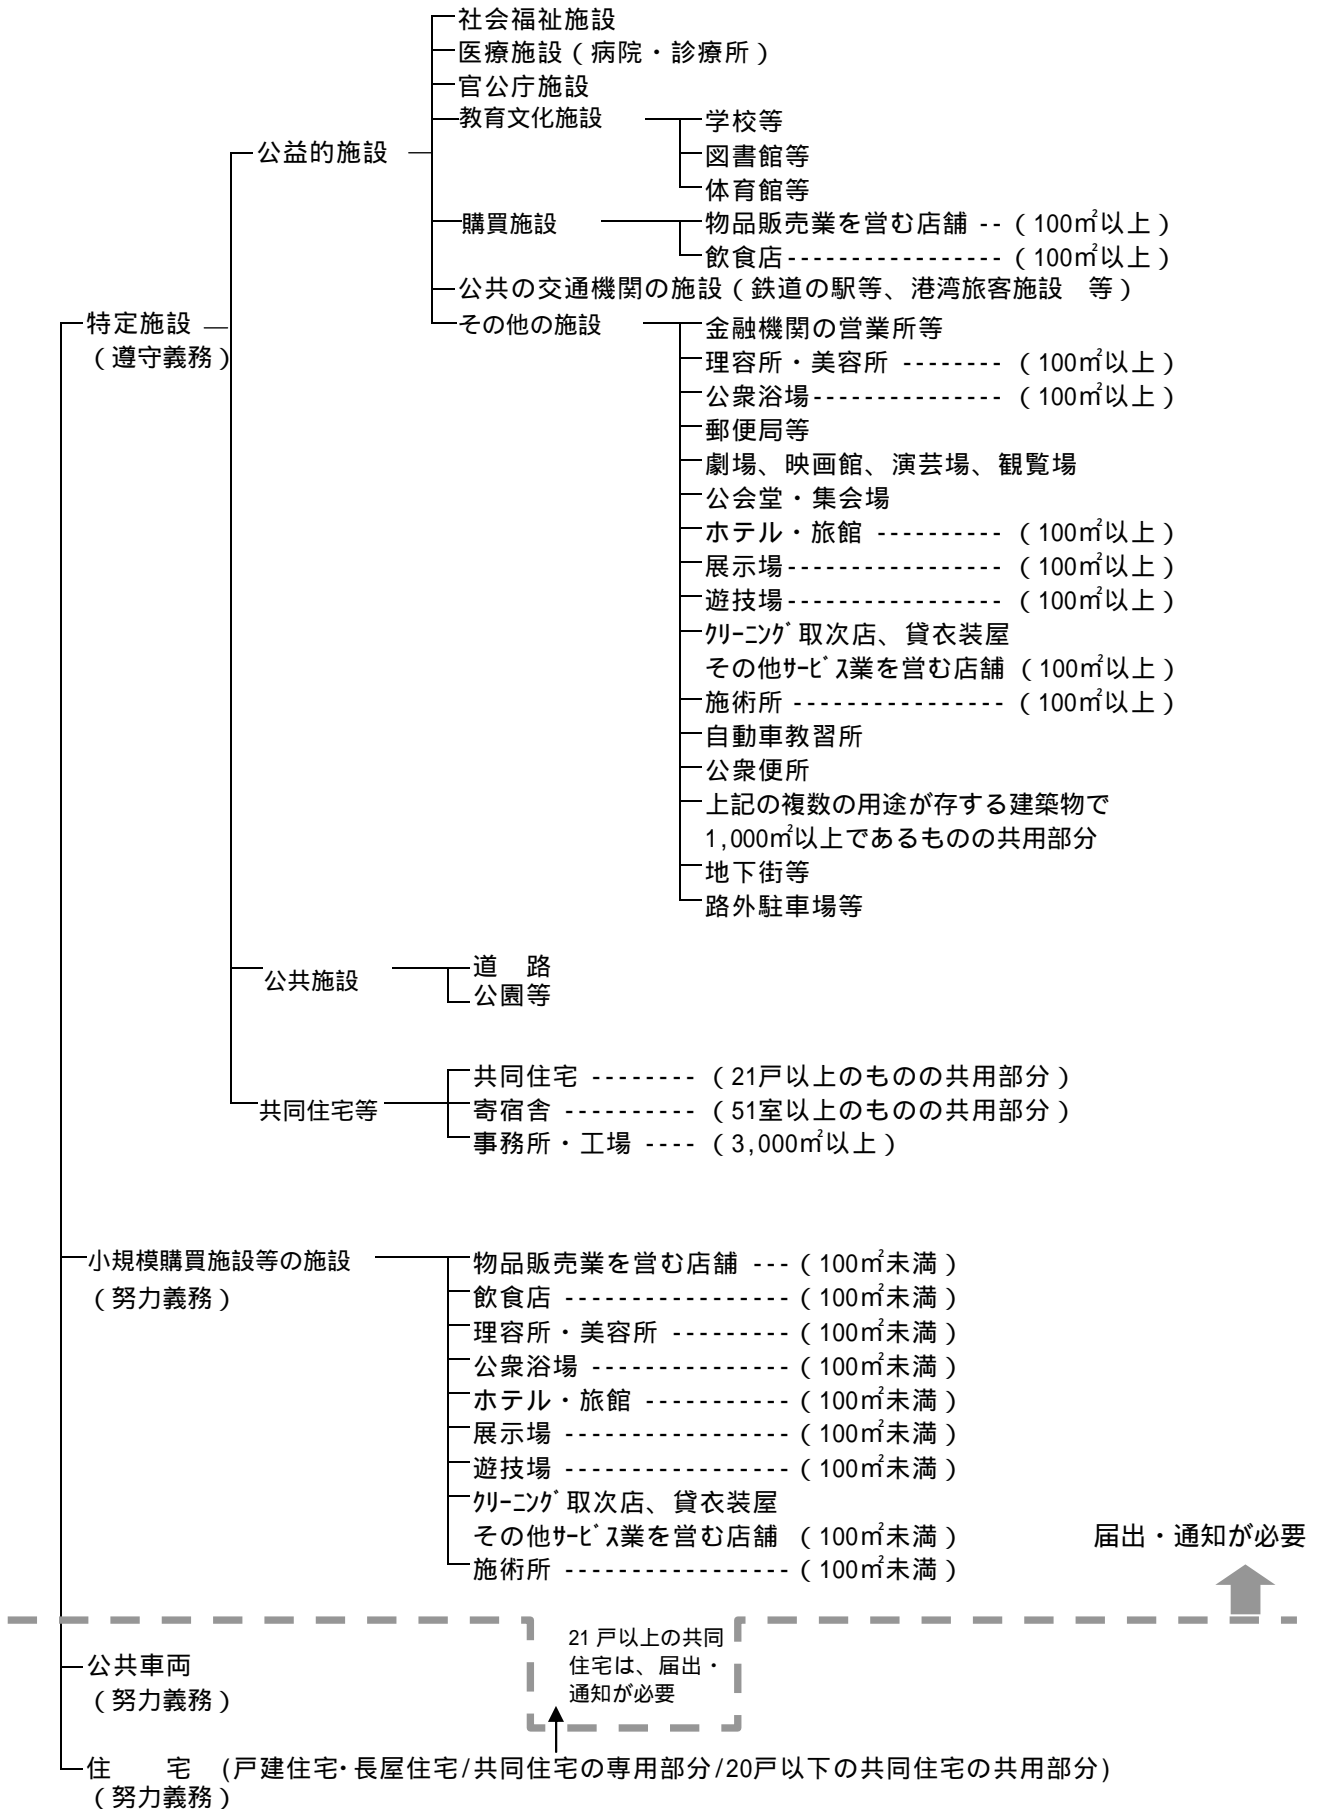 社会福祉施設
医療施設（病院・診療所）
官公庁施設
教育文化施設 学校等
公益的施設 図書館等
体育館等
購買施設 物品販売業を営む店舗 --（100㎡以上）
飲食店-----------------（100㎡以上）
公共の交通機関の施設（鉄道の駅等、港湾旅客施設　等）
特定施設 その他の施設 金融機関の営業所等
（遵守義務） 理容所・美容所 --------（100㎡以上）
公衆浴場---------------（100㎡以上）
郵便局等
劇場、映画館、演芸場、観覧場
公会堂・集会場
ホテル・旅館 ----------（100㎡以上）
展示場-----------------（100㎡以上）
遊技場-----------------（100㎡以上）
ｸﾘｰﾆﾝｸﾞ取次店、貸衣装屋
その他ｻｰﾋﾞｽ業を営む店舗（100㎡以上）
施術所 ----------------（100㎡以上）
自動車教習所
公衆便所
上記の複数の用途が存する建築物で
1,000㎡以上であるものの共用部分
地下街等
路外駐車場等
公共施設 道　路
公園等
共同住宅 --------（21戸以上のものの共用部分）
共同住宅等 寄宿舎 ----------（51室以上のものの共用部分）
事務所・工場 ----（3,000㎡以上）
小規模購買施設等の施設 物品販売業を営む店舗 ---（100㎡未満）
（努力義務） 飲食店 -----------------（100㎡未満）
理容所・美容所 ---------（100㎡未満）
公衆浴場 ---------------（100㎡未満）
ホテル・旅館 -----------（100㎡未満）
展示場 -----------------（100㎡未満）
遊技場 -----------------（100㎡未満）
ｸﾘｰﾆﾝｸﾞ取次店、貸衣装屋
その他ｻｰﾋﾞｽ業を営む店舗（100㎡未満） 届出・通知が必要
施術所 -----------------（100㎡未満）
21戸以上の共同
住宅は、届出・
通知が必要
公共車両
（努力義務）
住　　宅 (戸建住宅・長屋住宅/共同住宅の専用部分/20戸以下の共同住宅の共用部分)
（努力義務）